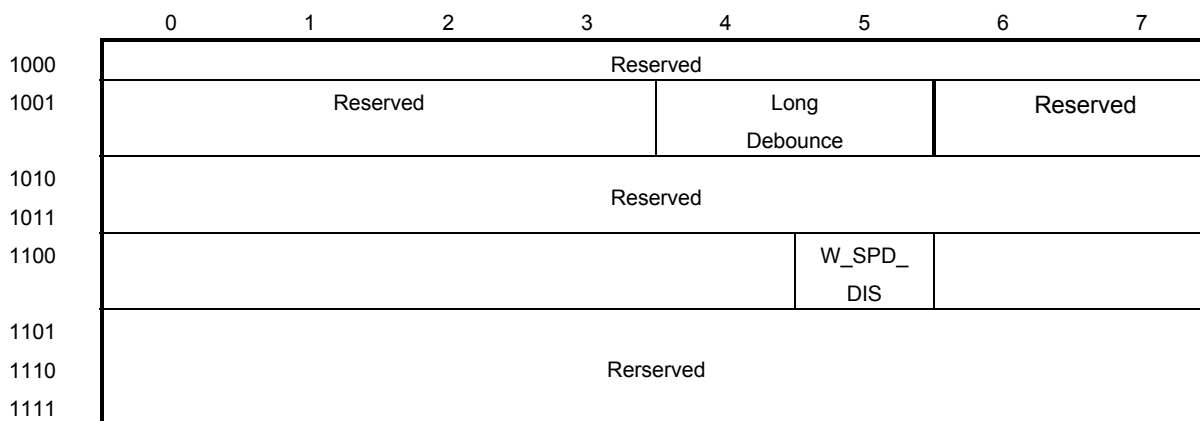 0 1 2 3 4 5 6 7
1000 Reserved
1001 Reserved Long Reserved
Debounce
1010
Reserved
1011
1100 W_SPD_
DIS
1101
1110 Rerserved
1111